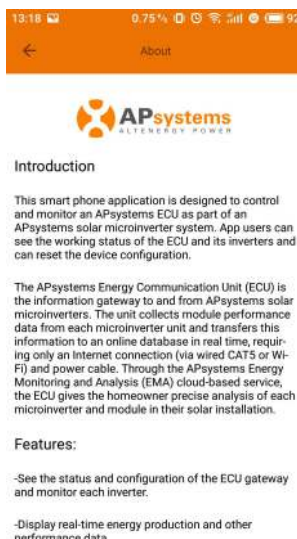 13:18 0.75% 92
About
APsystems
ALTENERGY POWER
Introduction
This smart phone application is designed to control
and monitor an APsystems ECU as part of an
APsystems solar microinverter system. App users can
see the working status of the ECU and its inverters and
can reset the device configuration.
The APsystems Energy Communication Unit (ECU) is
the information gateway to and from APsystems solar
microinverters. The unit collects module performance
data from each microinverter unit and transfers this
information to an online database in real time, requir-
ing only an Internet connection (via wired CAT5 or Wi-
Fi) and power cable. Through the APsystems Energy
Monitoring and Analysis (EMA) cloud-based service,
the ECU gives the homeowner precise analysis of each
microinverter and module in their solar installation.
Features:
-See the status and configuration of the ECU gateway
and monitor each inverter.
-Display real-time energy production and other
performance data